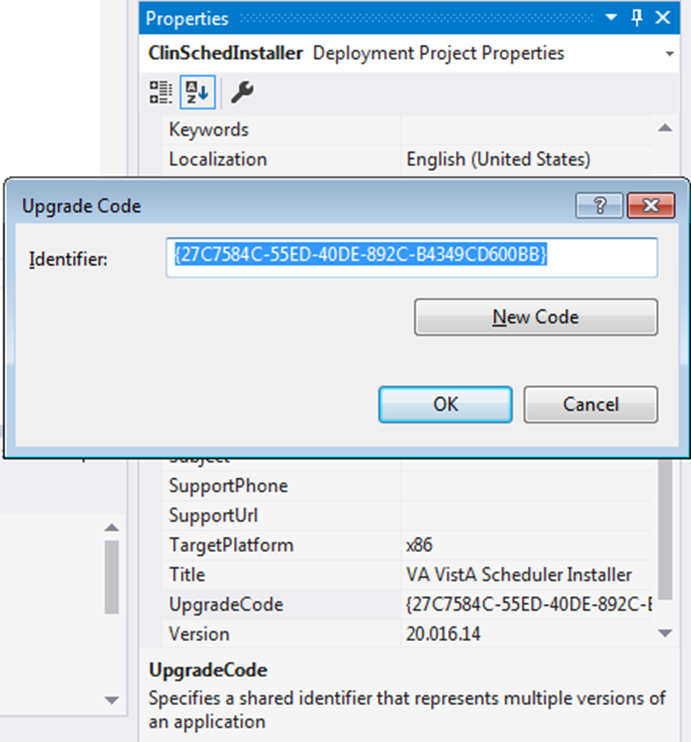 Properties
ClinSchedInstaller Deployment Project Properties
Keywords
Localization English (United States)
Upgrade Code
Identifier: {27C7584C-55ED-40DE-892C-B4349CD600BB}
New Code
OK Cancel
Subject
SupportPhone
SupportUrl
TargetPlatform x86
Title VA VistA Scheduler Installer
UpgradeCode {27C7584C-55ED-40DE-892C-E
Version 20.016.14
UpgradeCode
Specifies a shared identifier that represents multiple versions of
an application